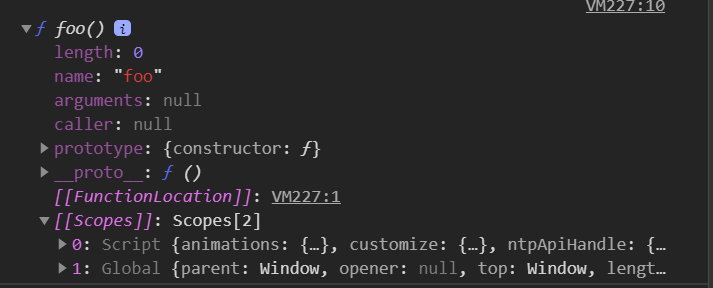 VM227:10
▼ƒ foo() i
length: 0
name: "foo"
arguments: null
caller: null
▶prototype: {constructor: ƒ}
▶__proto__: ƒ ()
[[FunctionLocation]]: VM227:1
▼[[Scopes]]: Scopes[2]
▶0: Script {animations: {…}, customize: {…}, ntpApiHandle: {…
▶1: Global {parent: Window, opener: null, top: Window, lengt…